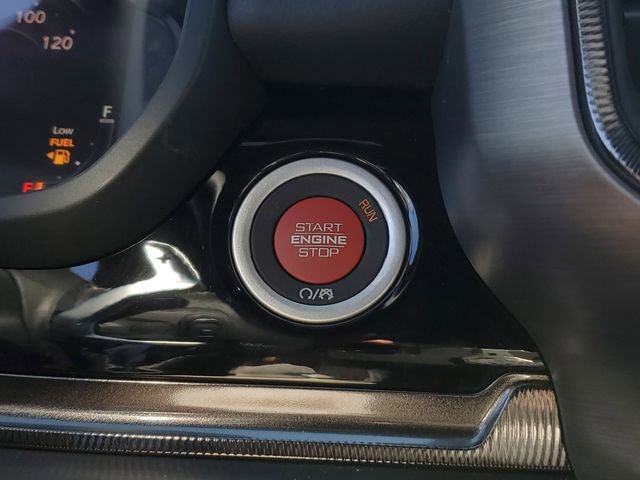 100
120
F
Low
FUEL
E
RUN
START
ENGINE
STOP